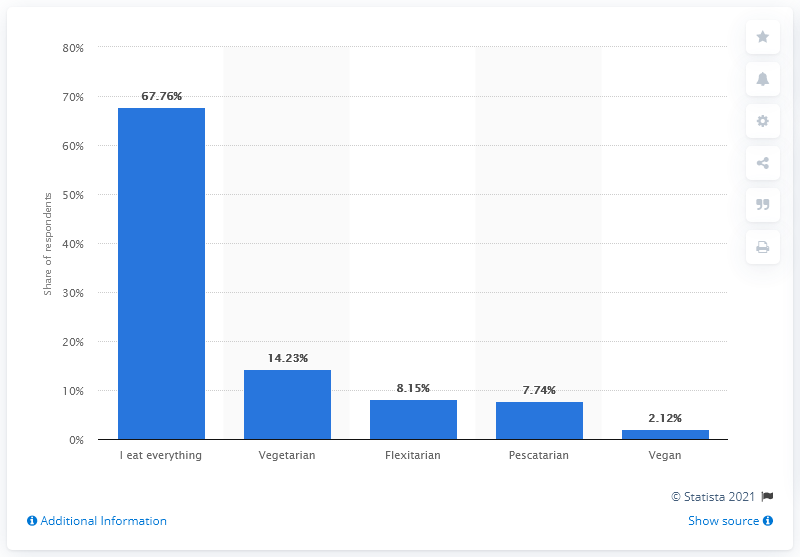 80%
70%
60%
50%
40%
30%
20%
10%
0%
Share of respondents
67.76%
14.23%
8.15%
7.74%
2.12%
I eat everything
Vegetarian
Flexitarian
Pescatarian
Vegan
© Statista 2021
Additional Information
Show source